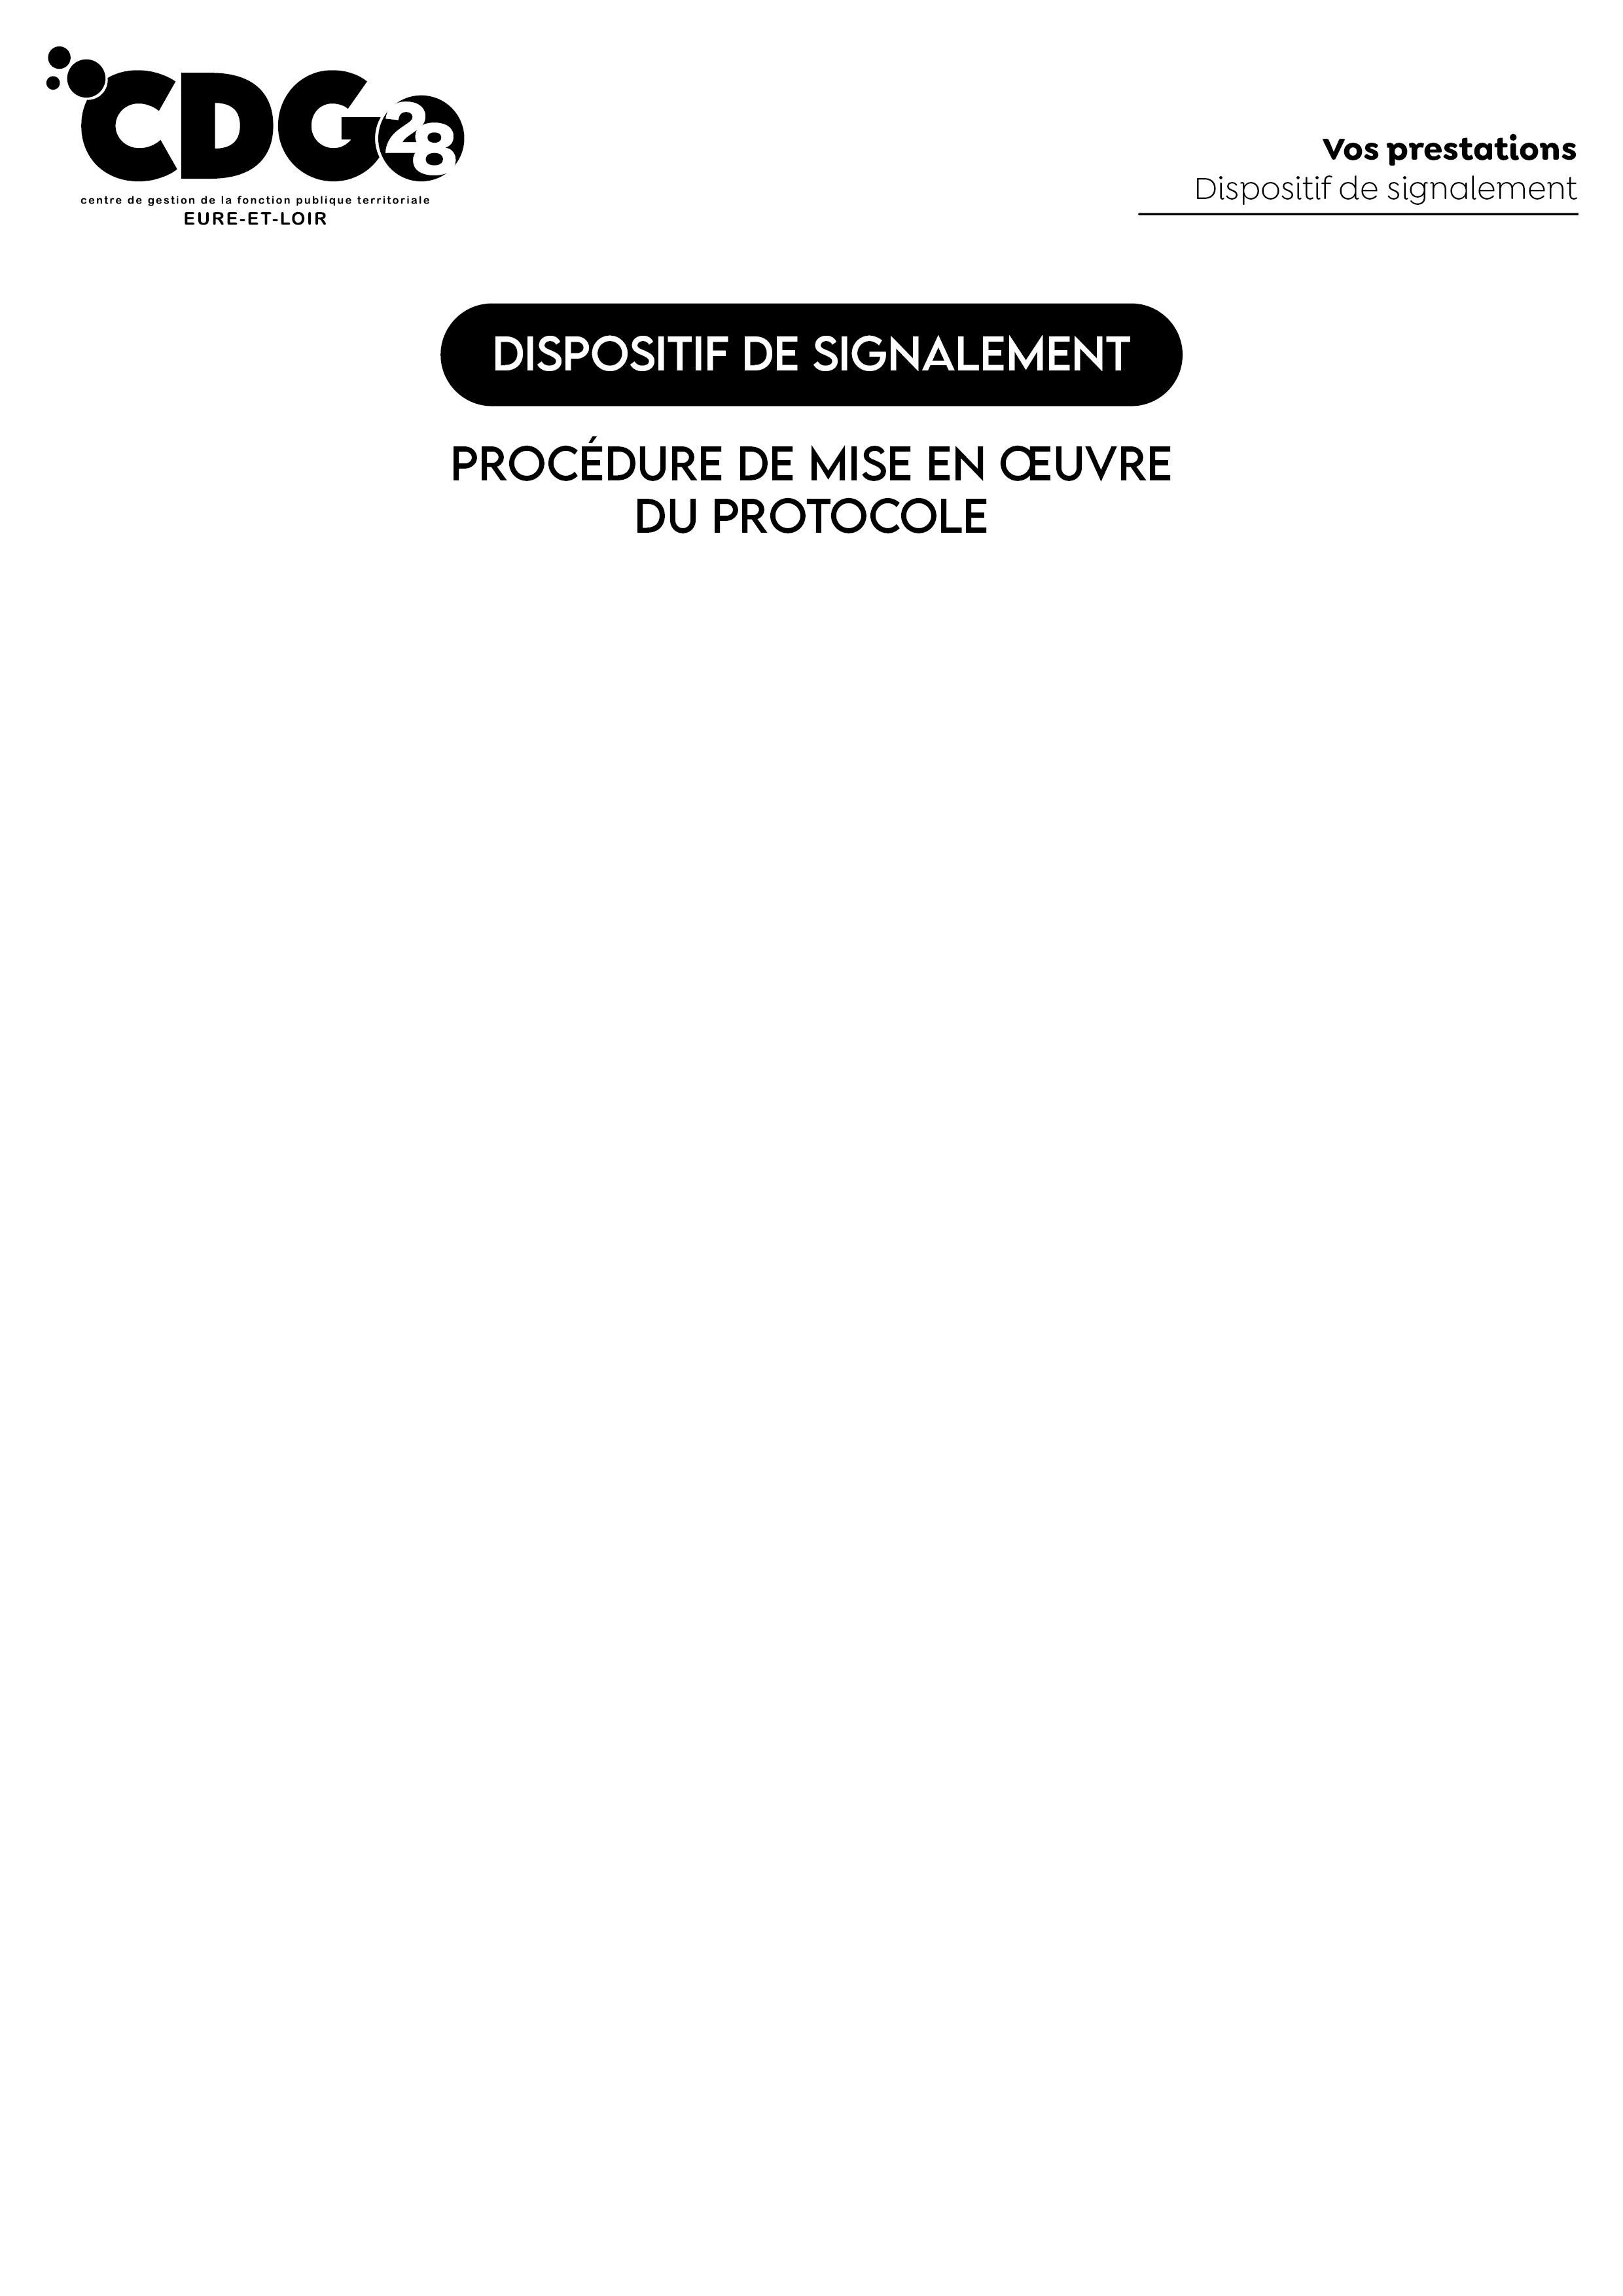 CDG28
centre de gestion de la fonction publique territoriale
EURE-ET-LOIR
Vos prestations
Dispositif de signalement
DISPOSITIF DE SIGNALEMENT
PROCÉDURE DE MISE EN ŒUVRE
DU PROTOCOLE